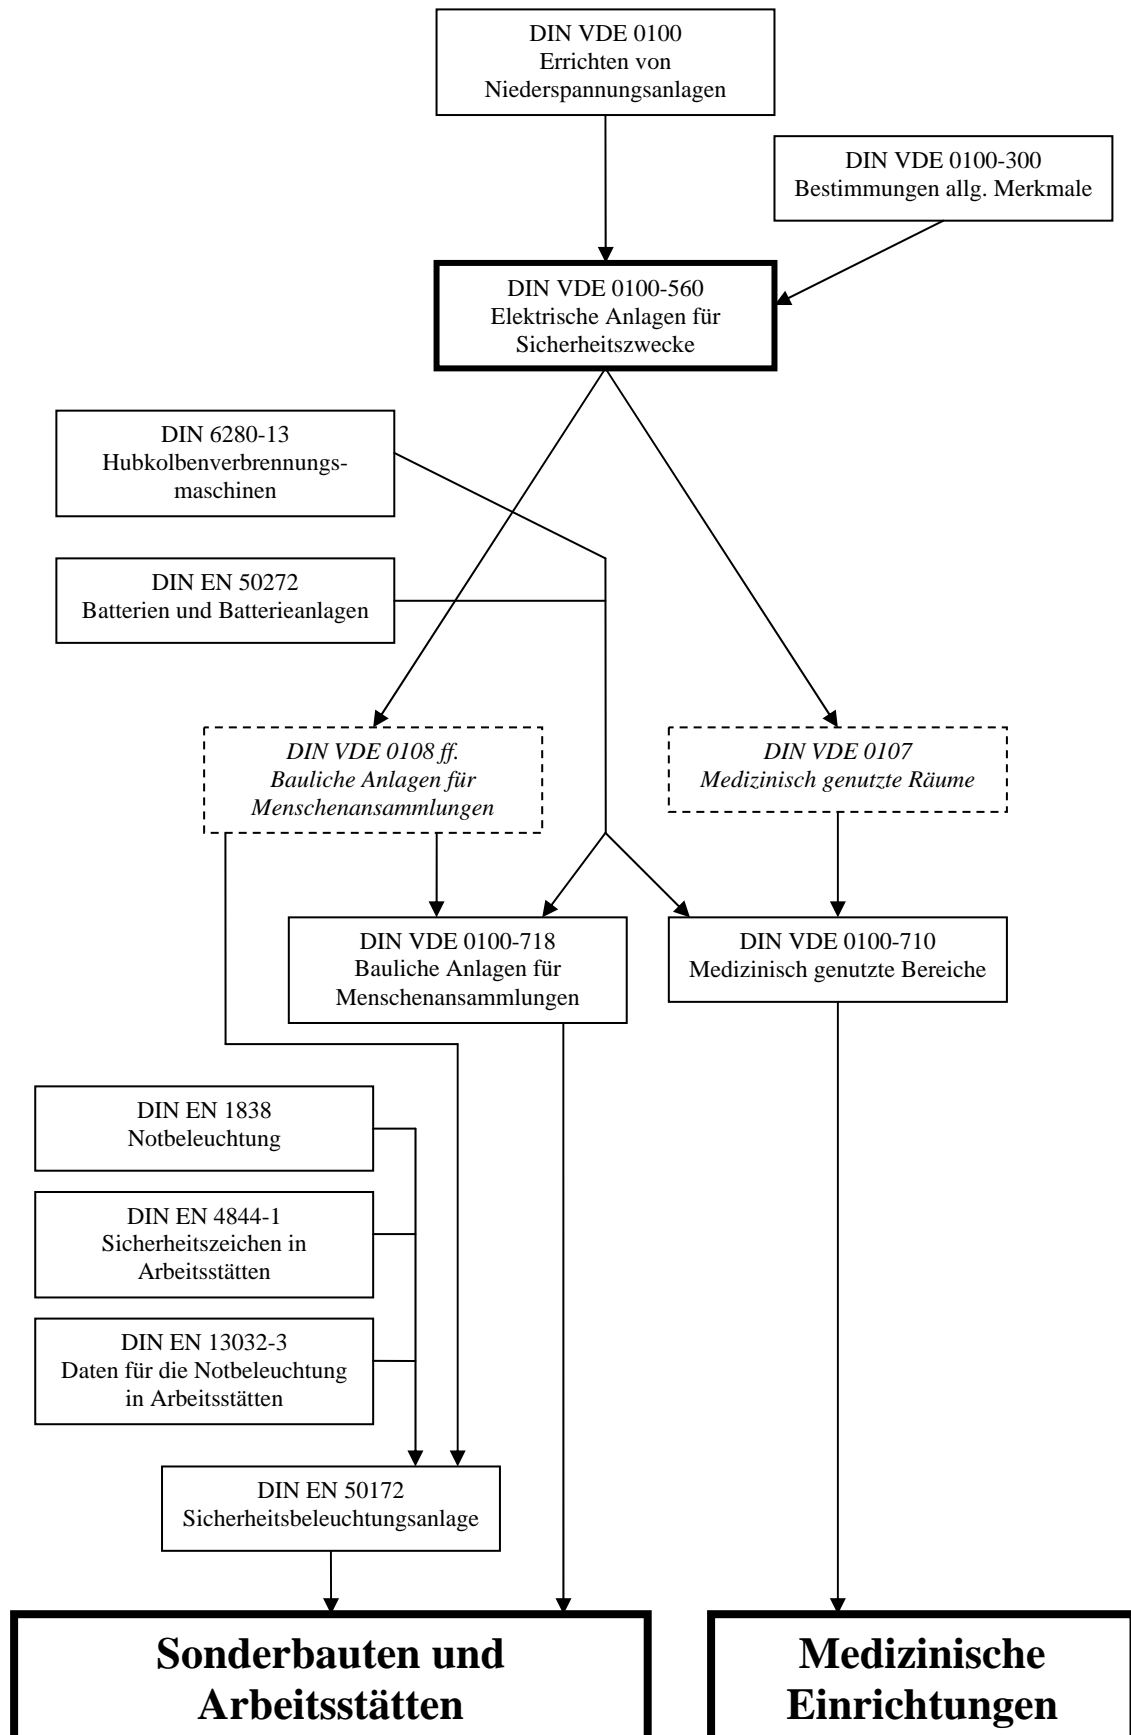 DIN VDE 0100
Errichten von
Niederspannungsanlagen
DIN VDE 0100-300
Bestimmungen allg. Merkmale
DIN VDE 0100-560
Elektrische Anlagen für
Sicherheitszwecke
DIN 6280-13
Hubkolbenverbrennungs-
maschinen
DIN EN 50272
Batterien und Batterieanlagen
DIN VDE 0108 ff.
Bauliche Anlagen für
Menschenansammlungen
DIN VDE 0107
Medizinisch genutzte Räume
DIN VDE 0100-718
Bauliche Anlagen für
Menschenansammlungen
DIN VDE 0100-710
Medizinisch genutzte Bereiche
DIN EN 1838
Notbeleuchtung
DIN EN 4844-1
Sicherheitszeichen in
Arbeitsstätten
DIN EN 13032-3
Daten für die Notbeleuchtung
in Arbeitsstätten
DIN EN 50172
Sicherheitsbeleuchtungsanlage
Sonderbauten und
Arbeitsstätten
Medizinische
Einrichtungen